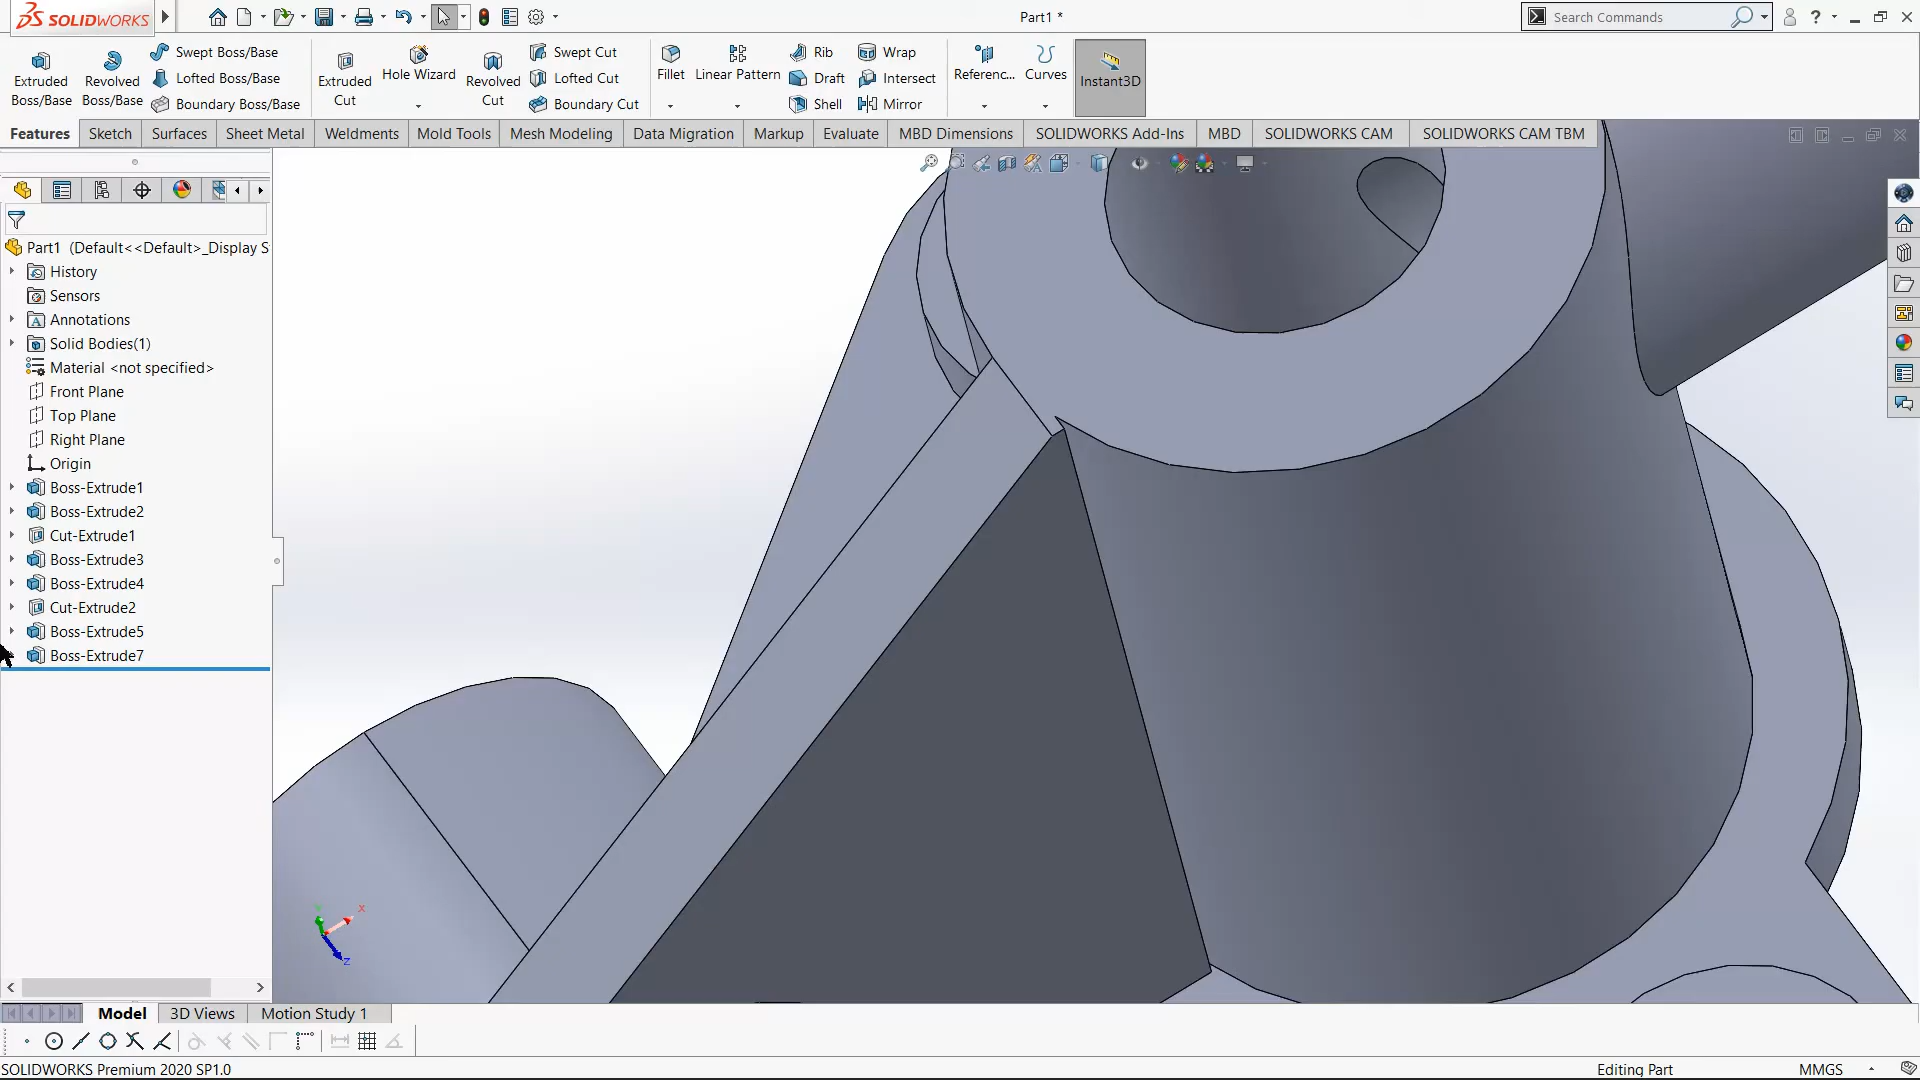 SOLIDWORKS
Part1 *
Search Commands
Extruded Boss/Base
Revolved Boss/Base
Swept Boss/Base
Lofted Boss/Base
Boundary Boss/Base
Extruded Cut
Hole Wizard
Revolved Cut
Swept Cut
Lofted Cut
Boundary Cut
Fillet
Linear Pattern
Rib
Draft
Shell
Wrap
Intersect
Mirror
Referenc...
Curves
Instant3D
Features
Sketch
Surfaces
Sheet Metal
Weldments
Mold Tools
Mesh Modeling
Data Migration
Markup
Evaluate
MBD Dimensions
SOLIDWORKS Add-Ins
MBD
SOLIDWORKS CAM
SOLIDWORKS CAM TBM
Part1 (Default<<Default>_Display S
History
Sensors
Annotations
Solid Bodies(1)
Material <not specified>
Front Plane
Top Plane
Right Plane
Origin
Boss-Extrude1
Boss-Extrude2
Cut-Extrude1
Boss-Extrude3
Boss-Extrude4
Cut-Extrude2
Boss-Extrude5
Boss-Extrude7
Y
X
Z
Model
3D Views
Motion Study 1
SOLIDWORKS Premium 2020 SP1.0
Editing Part
MMGS